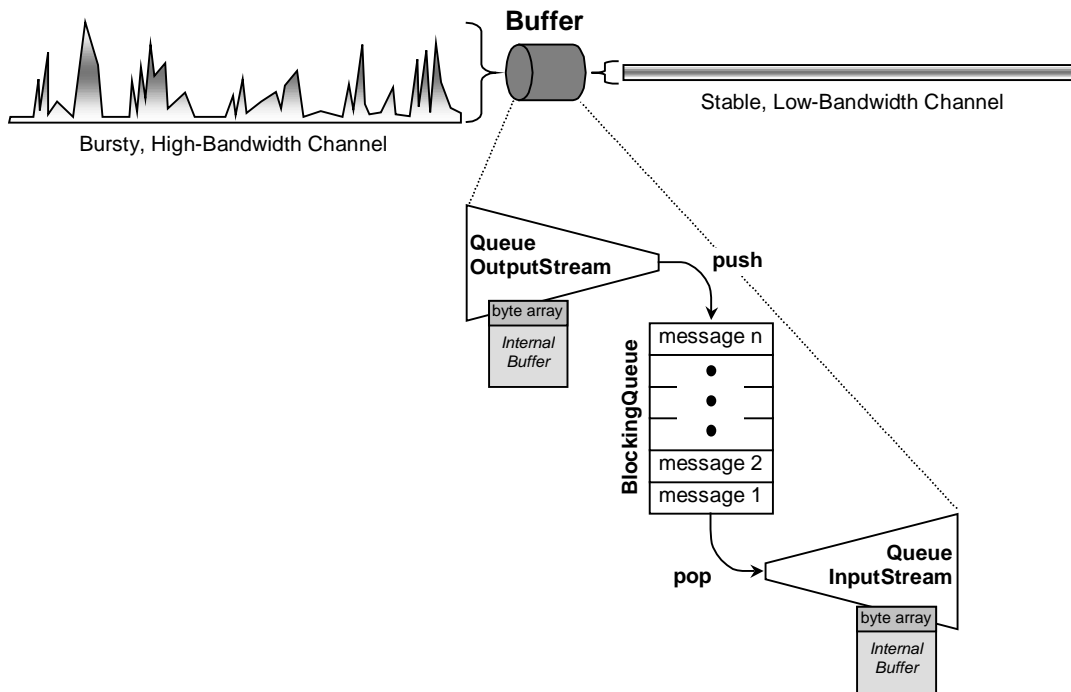 Buffer
Bursty, High-Bandwidth Channel
Stable, Low-Bandwidth Channel
Queue
OutputStream
push
byte array
Internal
Buffer
BlockingQueue
message n
message 2
message 1
pop
Queue
InputStream
byte array
Internal
Buffer